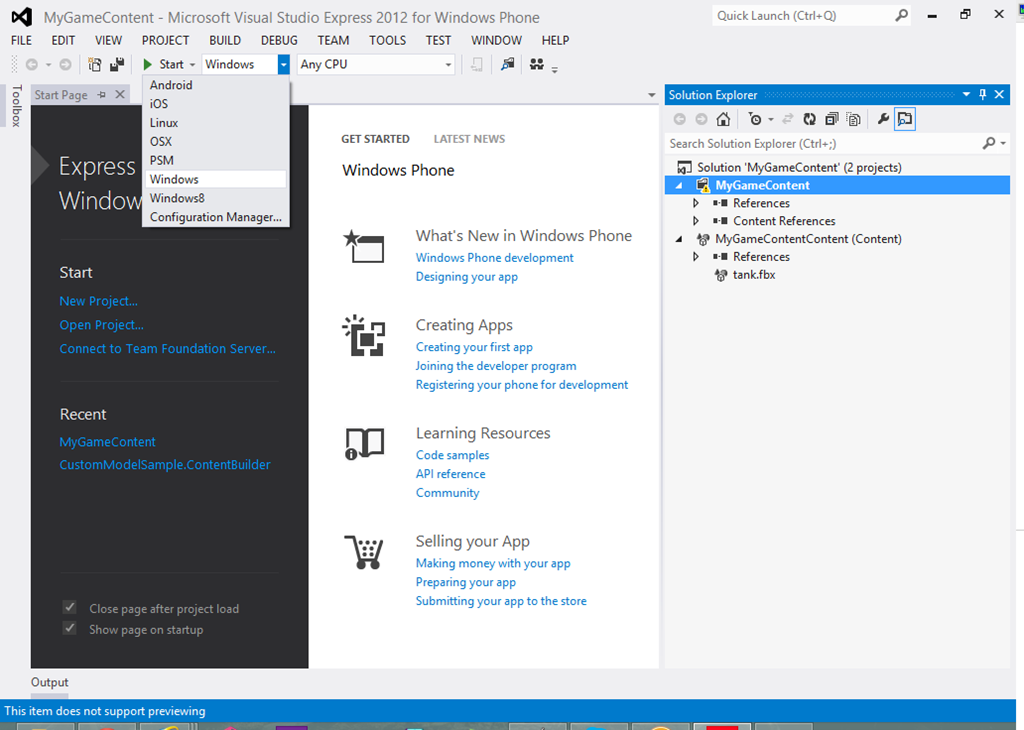 MyGameContent - Microsoft Visual Studio Express 2012 for Windows Phone
Quick Launch (Ctrl+Q)
FILE EDIT VIEW PROJECT BUILD DEBUG TEAM TOOLS TEST WINDOW HELP
Start Windows Any CPU
Android
iOS
Linux
OSX
PSM
Windows
Windows8
Configuration Manager...
Toolbox
Start Page
Express
Window
Start
New Project...
Open Project...
Connect to Team Foundation Server...
Recent
MyGameContent
CustomModelSample.ContentBuilder
Close page after project load
Show page on startup
GET STARTED LATEST NEWS
Windows Phone
What's New in Windows Phone
Windows Phone development
Designing your app
Creating Apps
Creating your first app
Joining the developer program
Registering your phone for development
Learning Resources
Code samples
API reference
Community
Selling your App
Making money with your app
Preparing your app
Submitting your app to the store
Solution Explorer
Search Solution Explorer (Ctrl+;)
Solution 'MyGameContent' (2 projects)
MyGameContent
References
Content References
MyGameContentContent (Content)
References
tank.fbx
Output
This item does not support previewing